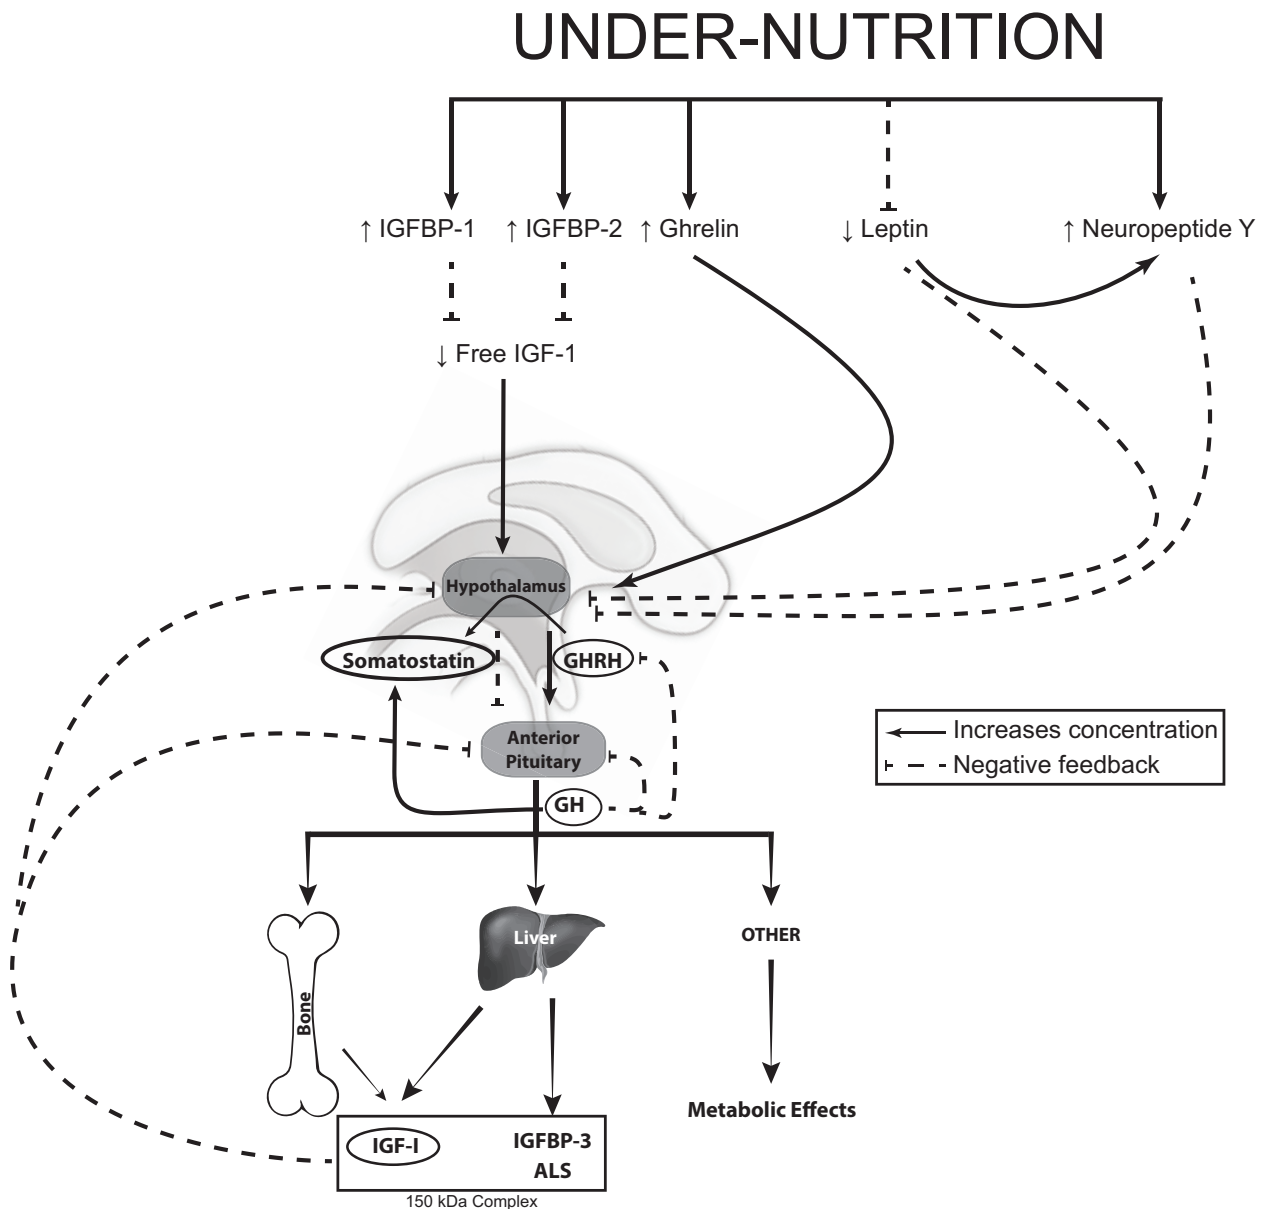 UNDER-NUTRITION
↑ IGFBP-1
↑ IGFBP-2
↑ Ghrelin
↓ Leptin
↑ Neuropeptide Y
↓ Free IGF-1
Hypothalamus
Somatostatin
GHRH
Anterior
Pituitary
GH
Increases concentration
Negative feedback
Bone
Liver
OTHER
Metabolic Effects
IGF-I
IGFBP-3
ALS
150 kDa Complex